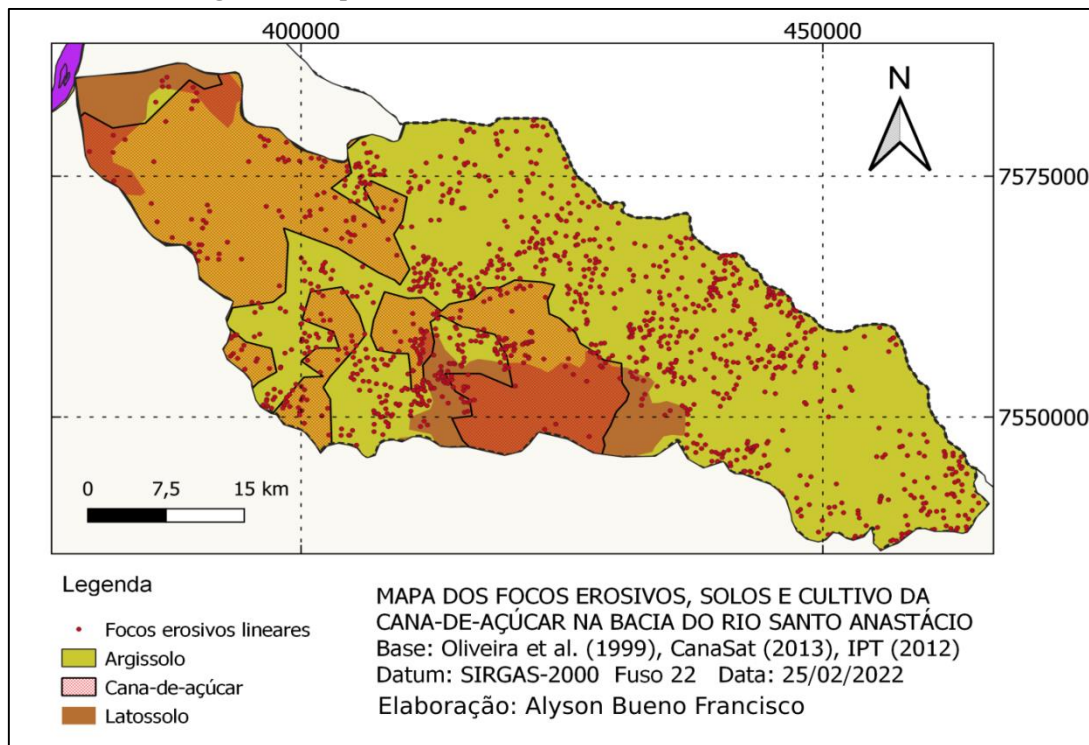 400000 450000
N
7575000
7550000
0 7,5 15 km
Legenda
Focos erosivos lineares
Argissolo
Cana-de-açúcar
Latossolo
MAPA DOS FOCOS EROSIVOS, SOLOS E CULTIVO DA
CANA-DE-AÇÚCAR NA BACIA DO RIO SANTO ANASTÁCIO
Base: Oliveira et al. (1999), CanaSat (2013), IPT (2012)
Datum: SIRGAS-2000 Fuso 22 Data: 25/02/2022
Elaboração: Alyson Bueno Francisco